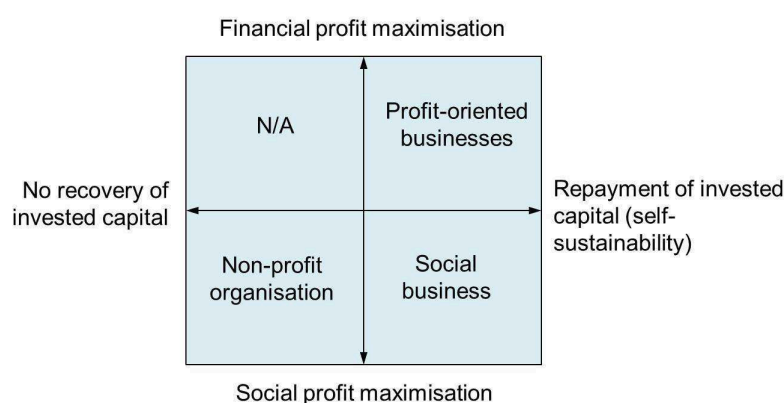 Financial profit maximisation
N/A
Profit-oriented
businesses
No recovery of
invested capital
Repayment of invested
capital (self-
sustainability)
Non-profit
organisation
Social
business
Social profit maximisation